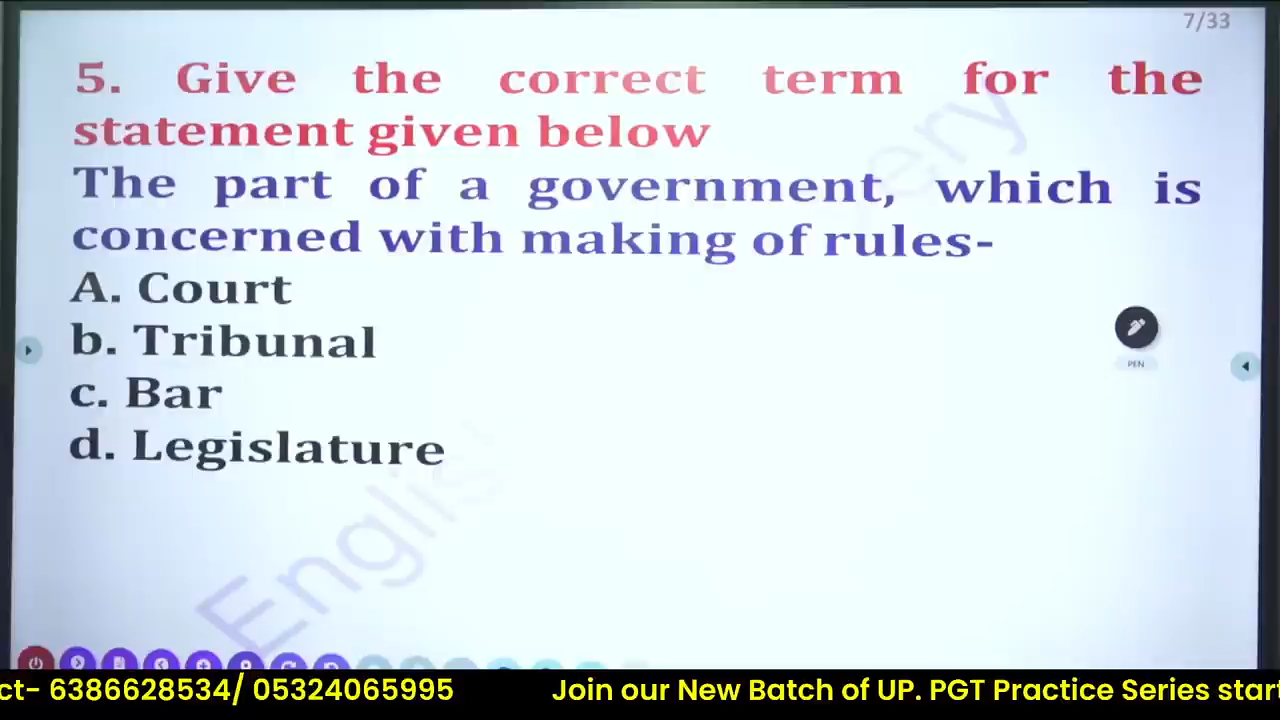 7/33
5. Give the correct term for the
statement given below
The part of a government, which is
concerned with making of rules-
A. Court
b. Tribunal
c. Bar
d. Legislature
PEN
Englis
ery
ct- 6386628534/ 05324065995 Join our New Batch of UP. PGT Practice Series start